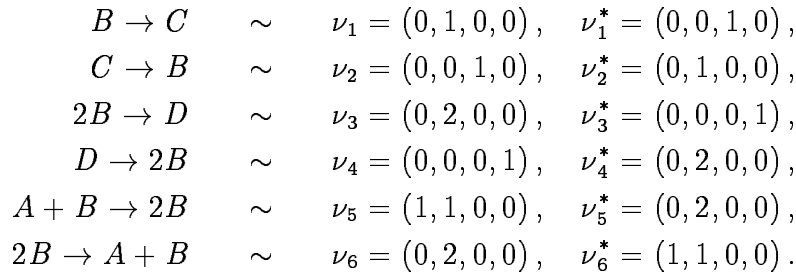 B → C ∼ ν₁ = (0, 1, 0, 0) , ν₁* = (0, 0, 1, 0) ,
C → B ∼ ν₂ = (0, 0, 1, 0) , ν₂* = (0, 1, 0, 0) ,
2B → D ∼ ν₃ = (0, 2, 0, 0) , ν₃* = (0, 0, 0, 1) ,
D → 2B ∼ ν₄ = (0, 0, 0, 1) , ν₄* = (0, 2, 0, 0) ,
A + B → 2B ∼ ν₅ = (1, 1, 0, 0) , ν₅* = (0, 2, 0, 0) ,
2B → A + B ∼ ν₆ = (0, 2, 0, 0) , ν₆* = (1, 1, 0, 0) .